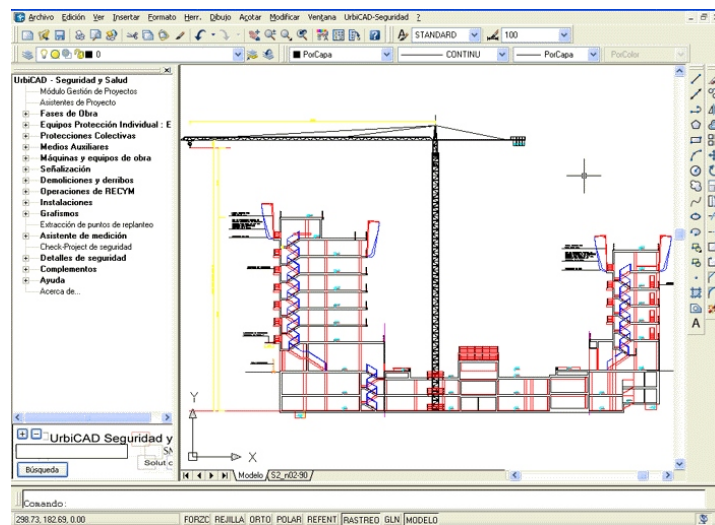 Archivo Edición Ver Insertar Formato Herr. Dibujo Acotar Modificar Ventana UrbiCAD-Seguridad ?
STANDARD 100
0 PorCapa CONTINU PorCapa PorColor
UrbiCAD - Seguridad y Salud
Módulo Gestión de Proyectos
Asistentes de Proyecto
Fases de Obra
Equipos Protección Individual : E
Protecciones Colectivas
Medios Auxiliares
Máquinas y equipos de obra
Señalización
Demoliciones y derribos
Operaciones de RECYM
Instalaciones
Grafismos
Extracción de puntos de replanteo
Asistente de medición
Check-Project de seguridad
Detalles de seguridad
Complementos
Ayuda
Acerca de...
UrbiCAD Seguridad y
Solut c
Búsqueda
Y
X
A
Modelo S2_n02-90
Comando:
298.73, 182.69, 0.00 FORZC REJILLA ORTO POLAR REFENT RASTREO GLN MODELO